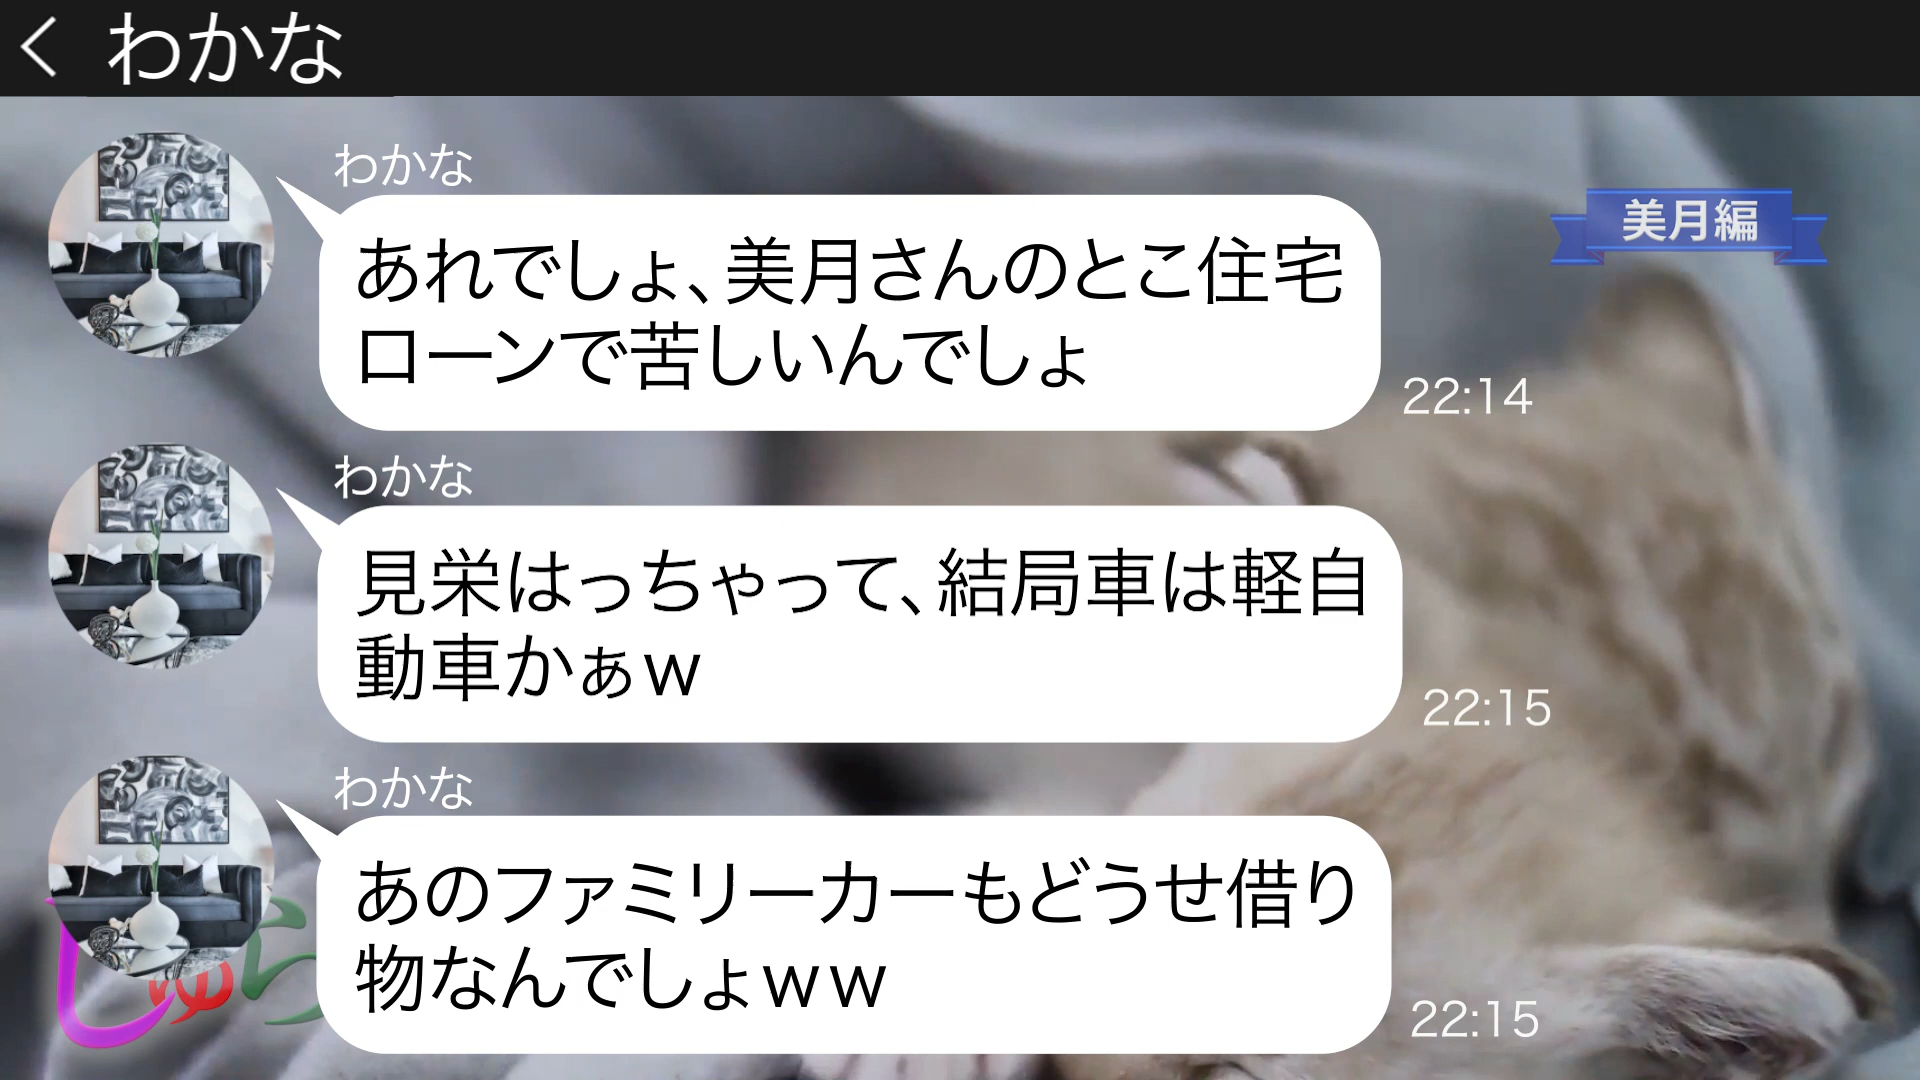 わかな
わかな
美月編
あれでしょ、美月さんのとこ住宅
ローンで苦しいんでしょ
22:14
わかな
見栄はっちゃって、結局車は軽自
動車かぁw
22:15
わかな
あのファミリーカーもどうせ借り
物なんでしょww
22:15
しゅら